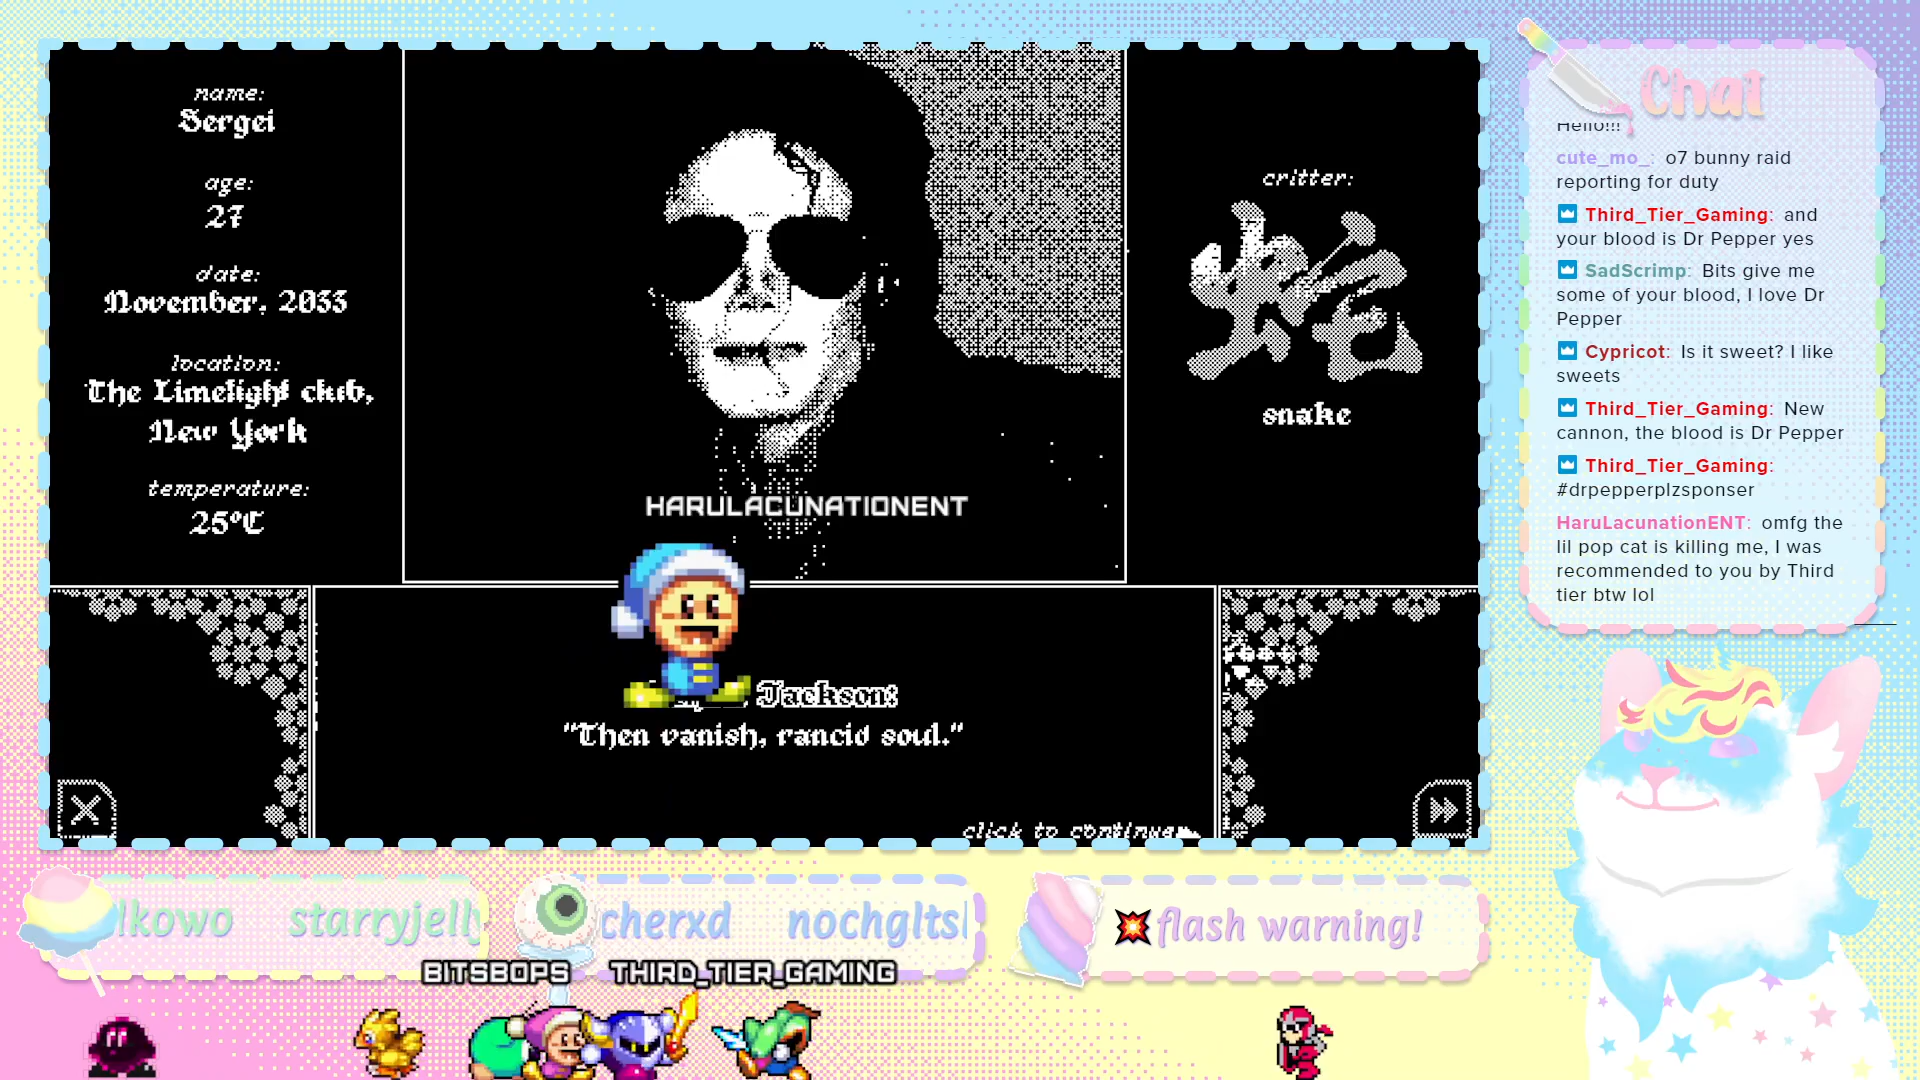 name:
Sergei
age:
27
date:
November, 2033
location:
The Limelight club,
New York
temperature:
25°C
critter:
蛇
snake
HARULACUNATIONENT
Jackson:
"Then vanish, rancid soul."
click to continue
Chat
Hello!!!
cute_mo_: o7 bunny raid
reporting for duty
Third_Tier_Gaming: and
your blood is Dr Pepper yes
SadScrimp: Bits give me
some of your blood, I love Dr
Pepper
Cypricot: Is it sweet? I like
sweets
Third_Tier_Gaming: New
cannon, the blood is Dr Pepper
Third_Tier_Gaming:
#drpepperplzsponser
HaruLacunationENT: omfg the
lil pop cat is killing me, I was
recommended to you by Third
tier btw lol
lkowo starryjelly
cherxd nochglts
flash warning!
BITSBOPS THIRD_TIER_GAMING